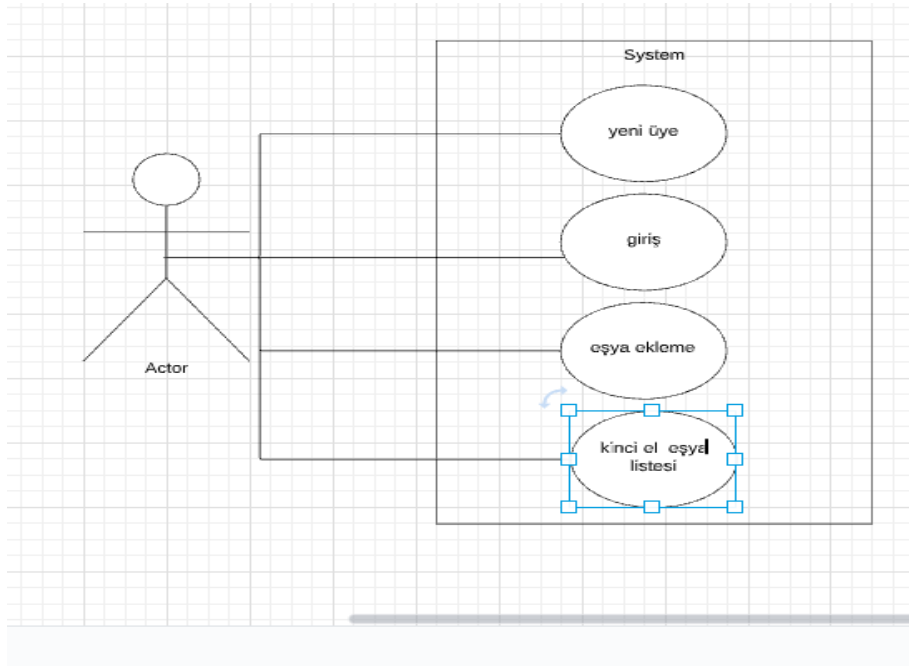 System
yeni üye
giriş
eşya ekleme
Actor
kinci el eşya
listesi